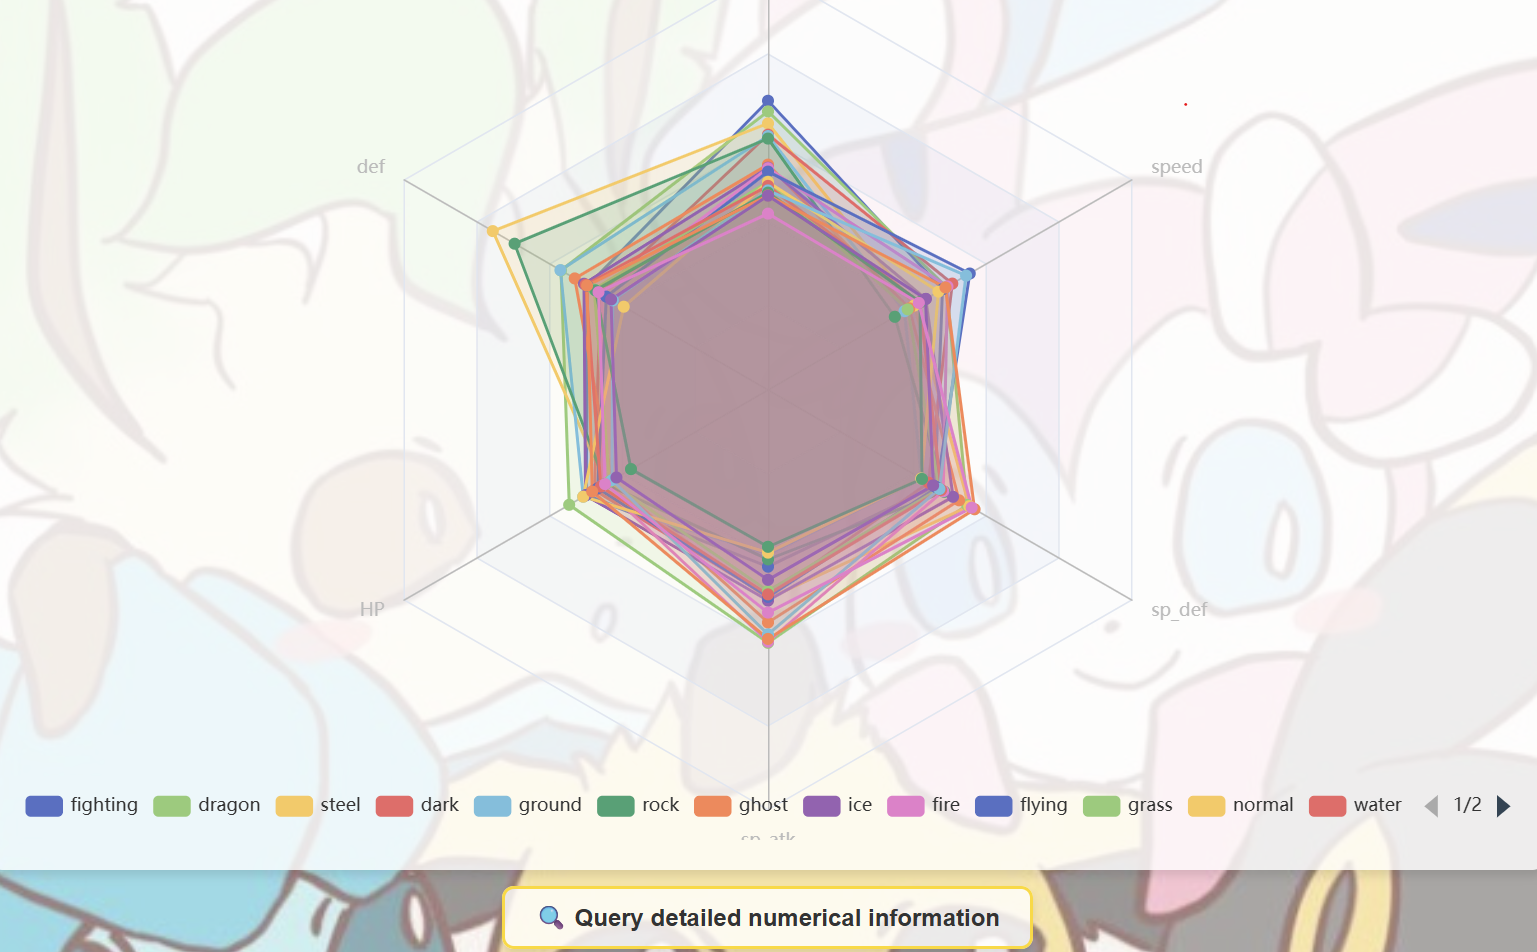 def
speed
HP
sp_def
fighting dragon steel dark ground rock ghost ice fire flying grass normal water 1/2
sp_atk
Query detailed numerical information